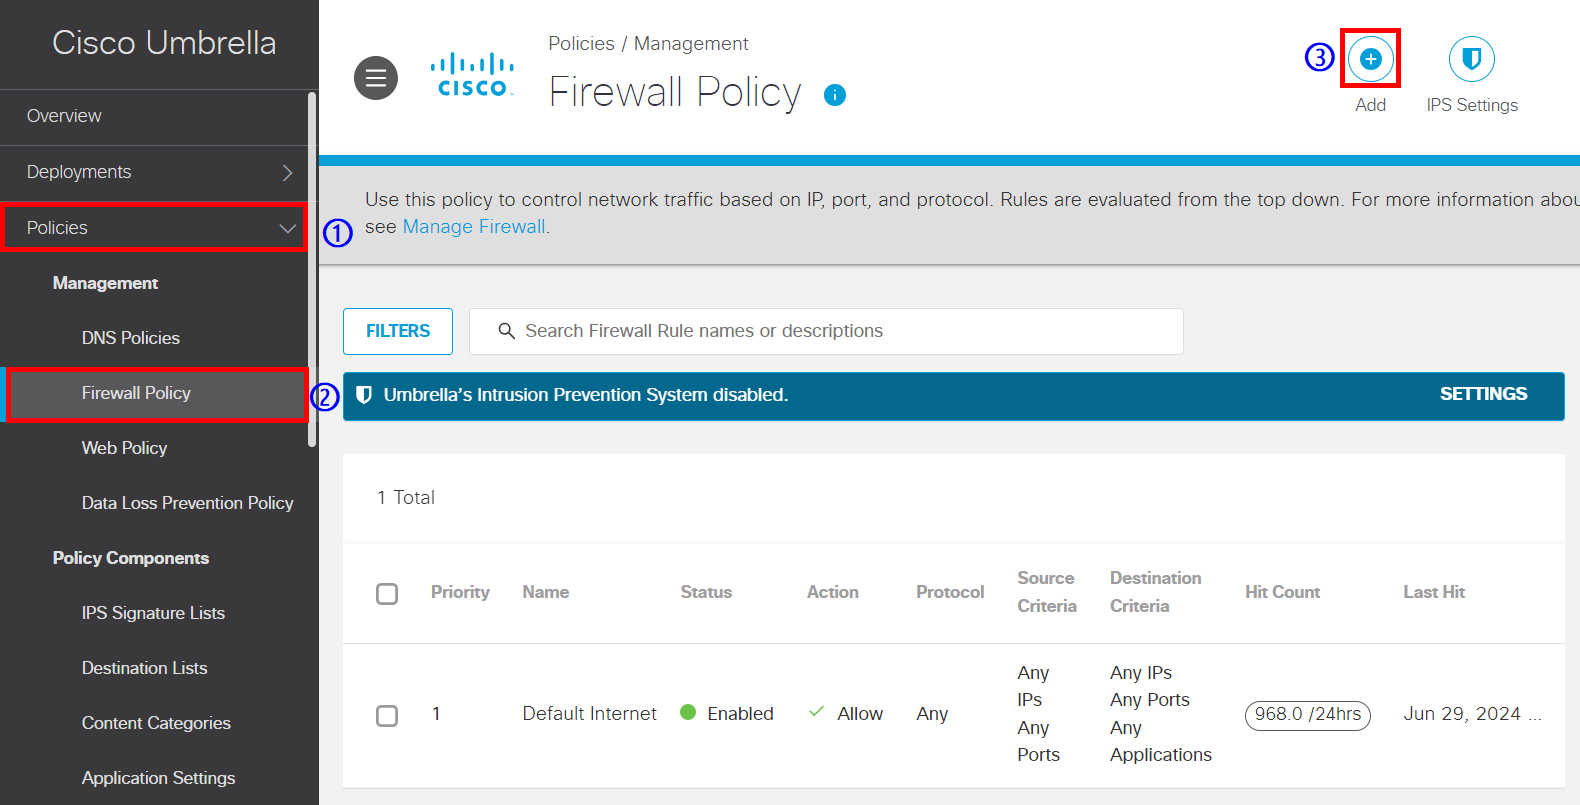 Cisco Umbrella
Overview
Deployments
Policies
Management
DNS Policies
Firewall Policy
Web Policy
Data Loss Prevention Policy
Policy Components
IPS Signature Lists
Destination Lists
Content Categories
Application Settings
①
②
CISCO
Policies / Management
Firewall Policy
③
Add
IPS Settings
Use this policy to control network traffic based on IP, port, and protocol. Rules are evaluated from the top down. For more information abou
see Manage Firewall.
FILTERS
Search Firewall Rule names or descriptions
Umbrella's Intrusion Prevention System disabled.
SETTINGS
1 Total
Priority
Name
Status
Action
Protocol
Source
Criteria
Destination
Criteria
Hit Count
Last Hit
1
Default Internet
Enabled
Allow
Any
Any
IPs
Any
Ports
Any IPs
Any Ports
Any
Applications
968.0 /24hrs
Jun 29, 2024 ...